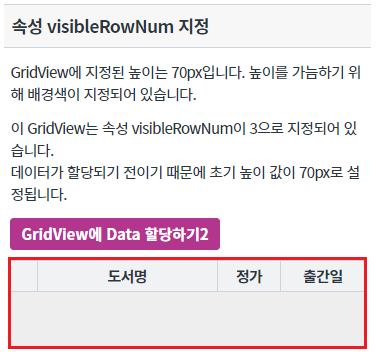 속성 visibleRowNum 지정
GridView에 지정된 높이는 70px입니다. 높이를 가늠하기 위
해 배경색이 지정되어 있습니다.
이 GridView는 속성 visibleRowNum이 3으로 지정되어 있
습니다.
데이터가 할당되기 전이기 때문에 초기 높이 값이 70px로 설
정됩니다.
GridView에 Data 할당하기2
도서명 정가 출간일